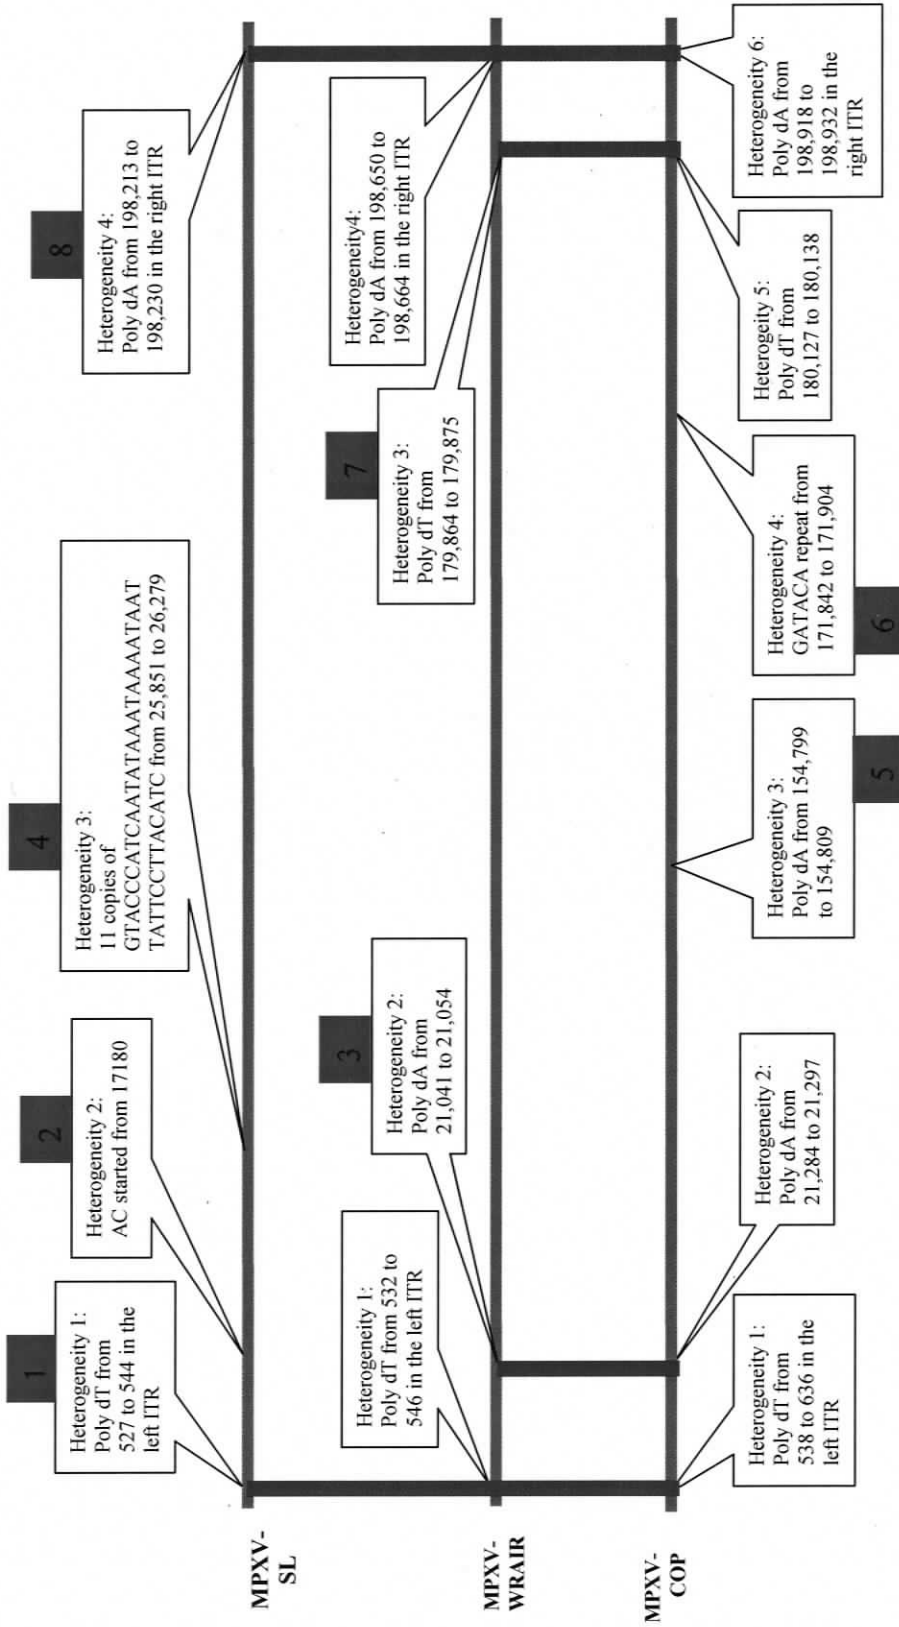 1
Heterogeneity 1:
Poly dT from
527 to 544 in the
left ITR
2
Heterogeneity 2:
AC started from 17180
4
Heterogeneity 3:
11 copies of
GTACCCATCAATATAAATAAAATAAT
TATTCCTTACATC from 25,851 to 26,279
8
Heterogeneity 4:
Poly dA from 198,213 to
198,230 in the right ITR
MPXV-
SL
Heterogeneity 1:
Poly dT from 532 to
546 in the left ITR
3
Heterogeneity 2:
Poly dA from
21,041 to 21,054
7
Heterogeneity 3:
Poly dT from
179,864 to 179,875
Heterogeneity4:
Poly dA from 198,650 to
198,664 in the right ITR
MPXV-
WRAIR
MPXV-
COP
Heterogeneity 1:
Poly dT from
538 to 636 in the
left ITR
Heterogeneity 2:
Poly dA from
21,284 to 21,297
Heterogeneity 3:
Poly dA from 154,799
to 154,809
5
Heterogeneity 4:
GATACA repeat from
171,842 to 171,904
6
Heterogeity 5:
Poly dT from
180,127 to 180,138
Heterogeneity 6:
Poly dA from
198,918 to
198,932 in the
right ITR